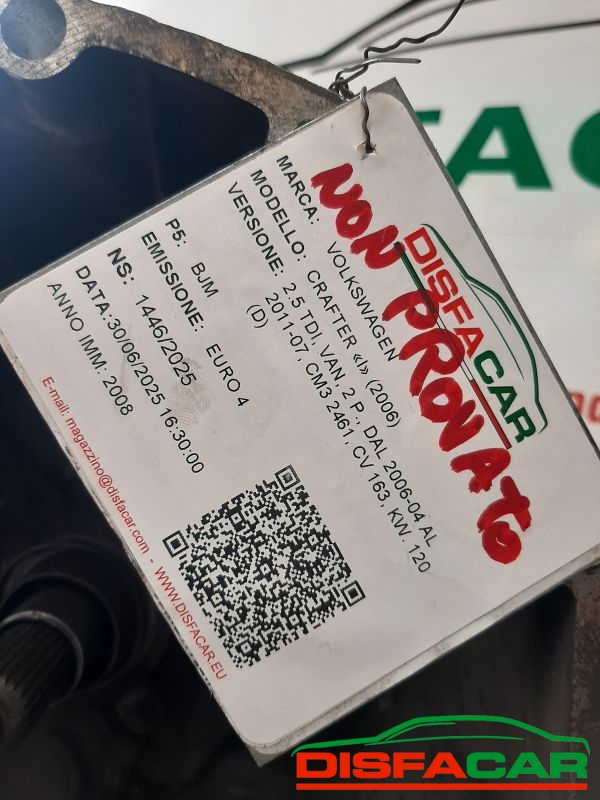 TAC
NON PROVATO
DISFACAR
MARCA: VOLKSWAGEN
MODELLO: CRAFTER «I» (2006)
VERSIONE: 2.5 TDI, VAN, 2 P., DAL 2006-04 AL
2011-07, CM3 2461, CV 163, KW. 120
(D)
P5: BJM
EMISSIONE: EURO 4
NS: 1446/2025
DATA:30/06/2025 16:30:00
ANNO IMM: 2008
E-mail: magazzino@disfacar.com - WWW.DISFACAR.EU
DISFACAR